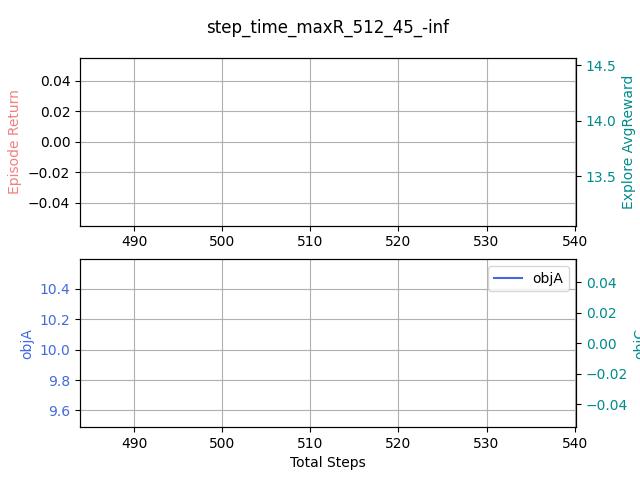 step_time_maxR_512_45_-inf
Episode Return
0.04
0.02
0.00
−0.02
−0.04
14.5
14.0
13.5
Explore AvgReward
490 500 510 520 530 540
objA
10.4
10.2
10.0
9.8
9.6
objA
0.04
0.02
0.00
−0.02
−0.04
490 500 510 520 530 540
Total Steps